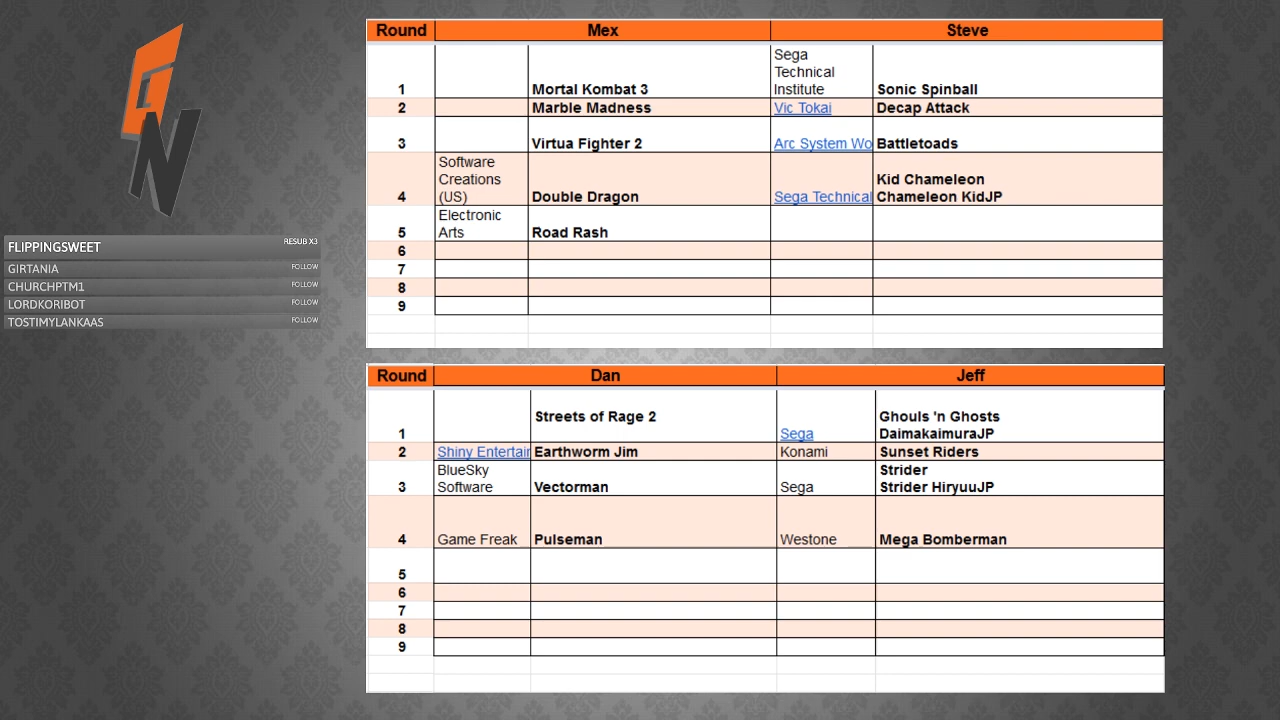 FLIPPINGSWEET RESUB X3
GIRTANIA FOLLOW
CHURCHPTM1 FOLLOW
LORDKORIBOT FOLLOW
TOSTIMYLANKAAS FOLLOW
Round Mex Steve
Sega
Technical
1 Mortal Kombat 3 Institute Sonic Spinball
2 Marble Madness Vic Tokai Decap Attack
3 Virtua Fighter 2 Arc System Wo Battletoads
Software
Creations Kid Chameleon
4 (US) Double Dragon Sega Technical Chameleon KidJP
Electronic
5 Arts Road Rash
6
7
8
9
Round Dan Jeff
Streets of Rage 2 Ghouls 'n Ghosts
1 Sega DaimakaimuraJP
2 Shiny Entertain Earthworm Jim Konami Sunset Riders
BlueSky Strider
3 Software Vectorman Sega Strider HiryuuJP
4 Game Freak Pulseman Westone Mega Bomberman
5
6
7
8
9